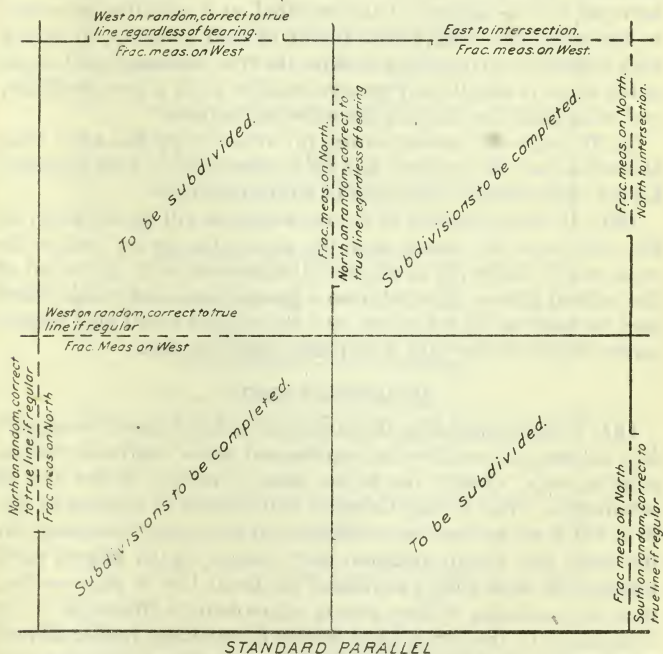 West on random, correct to true
line regardless of bearing.
Frac. meas. on West
East to intersection.
Frac. meas. on West.
To be subdivided.
Frac. meas. on North.
North on random, correct to
true line regardless of bearing
Subdivisions to be completed.
Frac. meas. on North.
North to intersection.
West on random, correct to true
line if regular
Frac. Meas on West
North on random, correct
to true line if regular
Frac meas on North
Subdivisions to be completed.
To be subdivided.
Frac meas on North
South on random, correct to
true line if regular
STANDARD PARALLEL